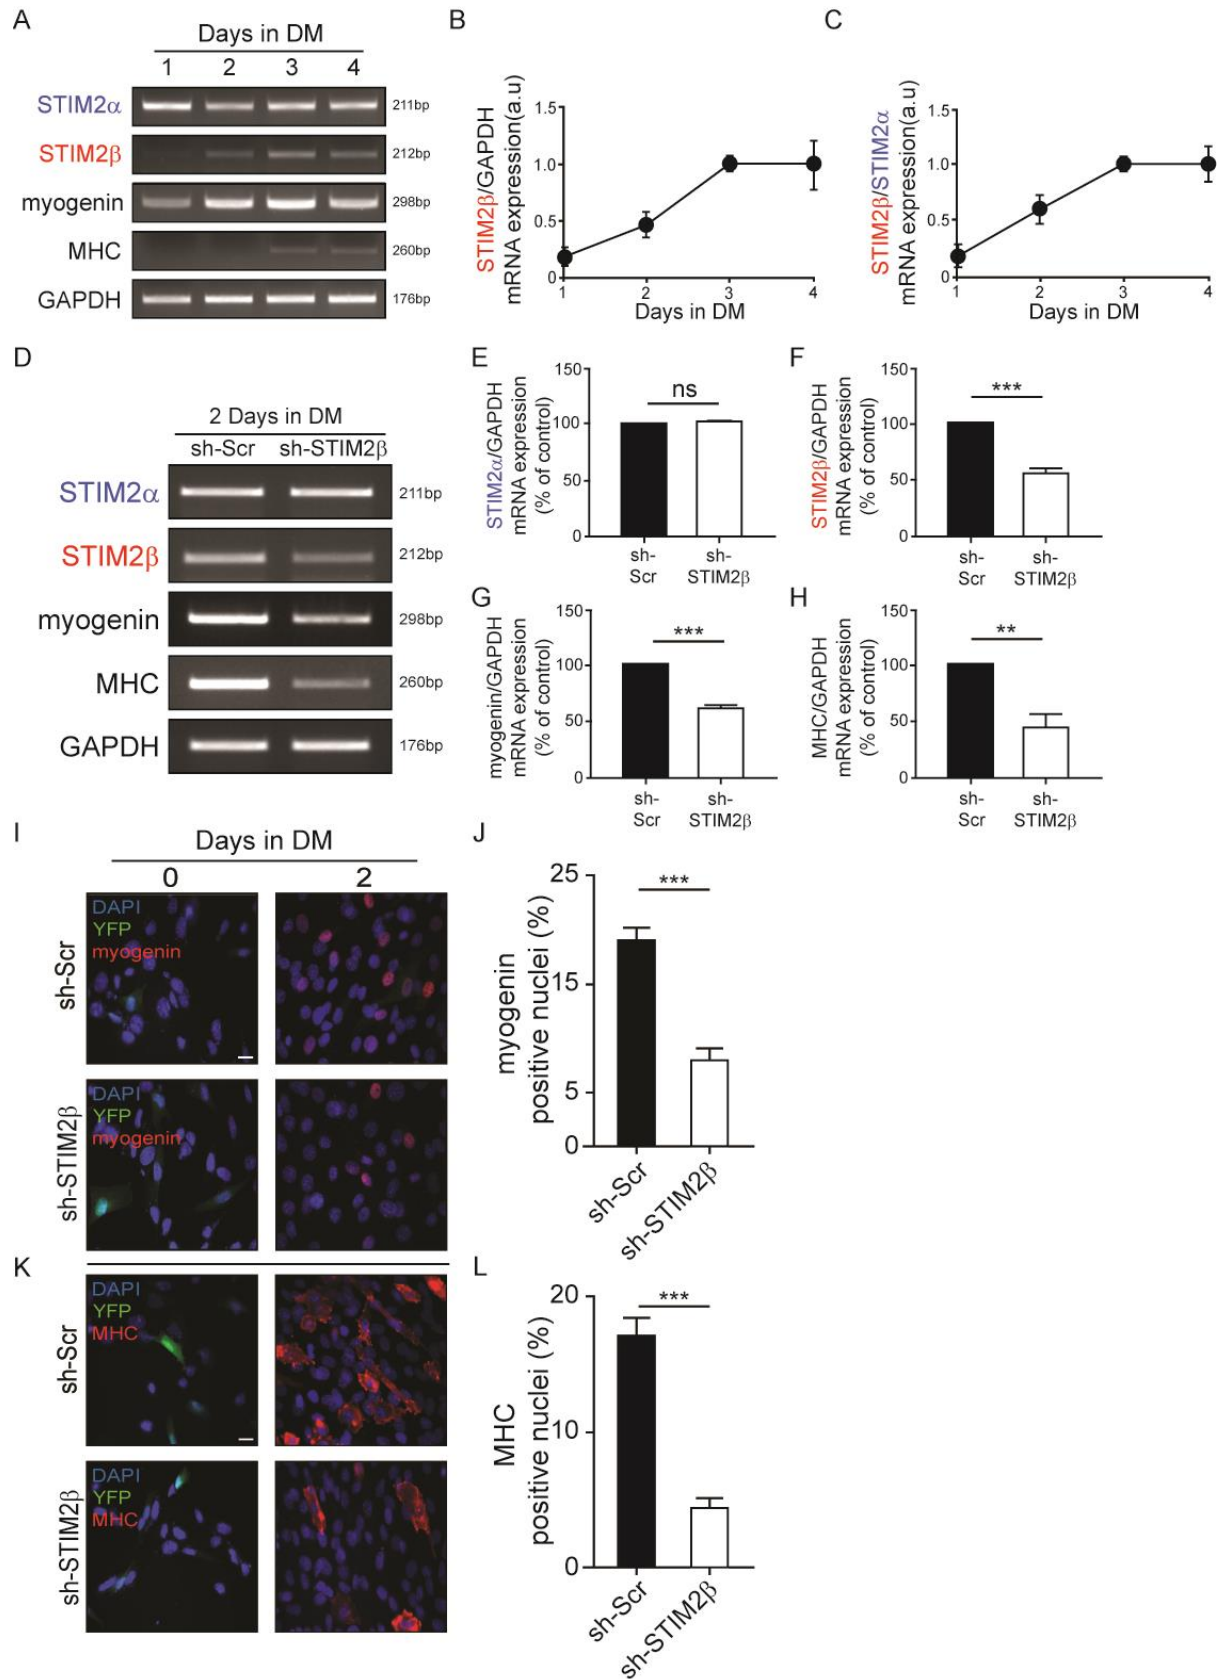 A
Days in DM
1 2 3 4
STIM2α 211bp
STIM2β 212bp
myogenin 298bp
MHC 260bp
GAPDH 176bp
B
STIM2β/GAPDH
mRNA expression(a.u)
1.5
1.0
0.5
0
1 2 3 4
Days in DM
C
STIM2β/STIM2α
mRNA expression(a.u)
1.5
1.0
0.5
0
1 2 3 4
Days in DM
D
2 Days in DM
sh-Scr sh-STIM2β
STIM2α 211bp
STIM2β 212bp
myogenin 298bp
MHC 260bp
GAPDH 176bp
E
STIM2α/GAPDH
mRNA expression
(% of control)
150
100
50
0
ns
sh-
Scr
sh-
STIM2β
F
STIM2β/GAPDH
mRNA expression
(% of control)
150
100
50
0
***
sh-
Scr
sh-
STIM2β
G
myogenin/GAPDH
mRNA expression
(% of control)
150
100
50
0
***
sh-
Scr
sh-
STIM2β
H
MHC/GAPDH
mRNA expression
(% of control)
150
100
50
0
**
sh-
Scr
sh-
STIM2β
I
Days in DM
0 2
sh-Scr
DAPI
YFP
myogenin
sh-STIM2β
DAPI
YFP
myogenin
J
myogenin
positive nuclei (%)
25
15
5
0
***
sh-Scr
sh-STIM2β
K
sh-Scr
DAPI
YFP
MHC
sh-STIM2β
DAPI
YFP
MHC
L
MHC
positive nuclei (%)
20
10
0
***
sh-Scr
sh-STIM2β